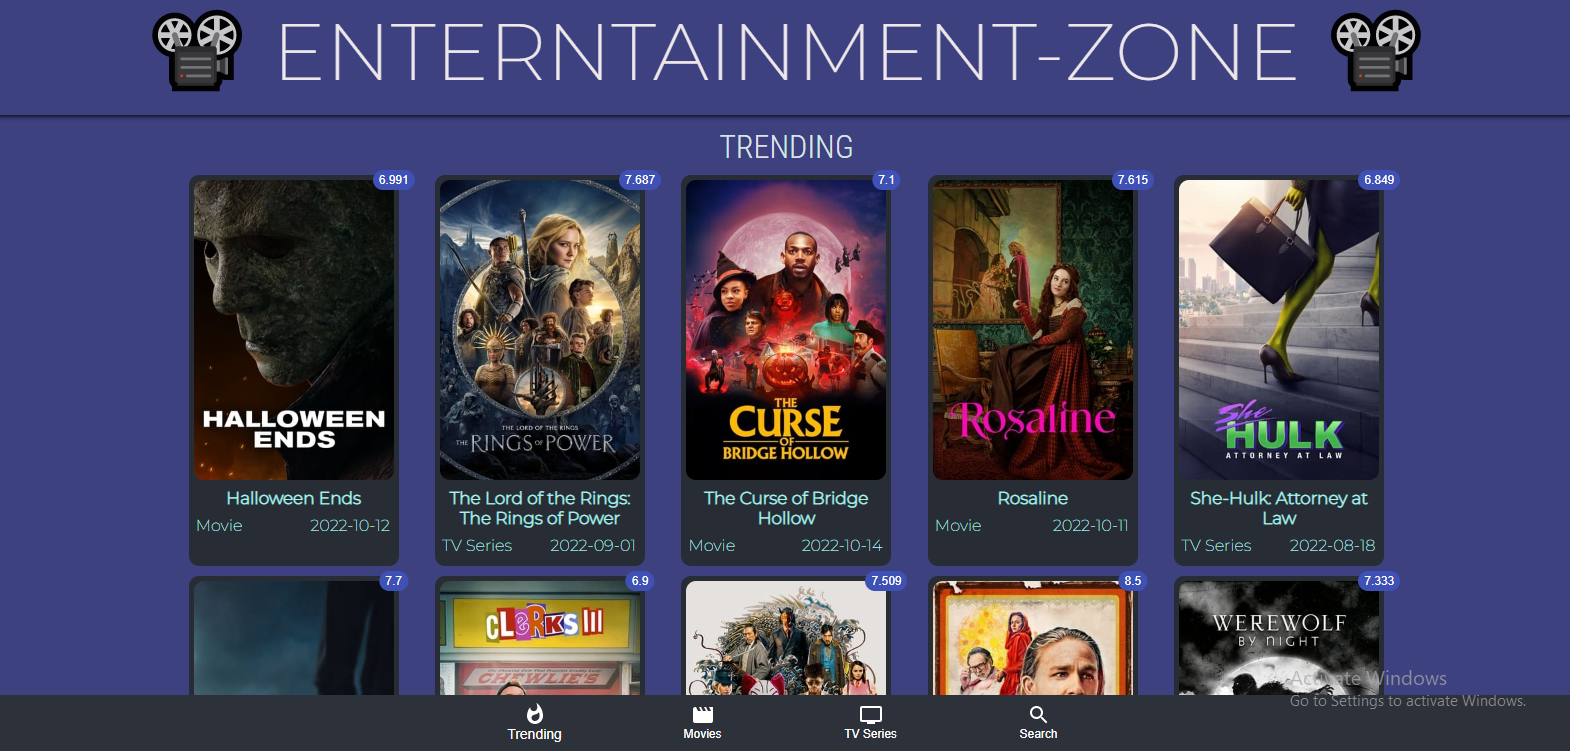 ENTERNTAINMENT-ZONE
TRENDING
6.991
HALLOWEEN
ENDS
Halloween Ends
Movie 2022-10-12
7.687
THE LORD OF THE RINGS
THE RINGS OF POWER
The Lord of the Rings:
The Rings of Power
TV Series 2022-09-01
7.1
THE
CURSE
OF
BRIDGE HOLLOW
The Curse of Bridge
Hollow
Movie 2022-10-14
7.615
Rosaline
Rosaline
Movie 2022-10-11
6.849
She
HULK
ATTORNEY AT LAW
She-Hulk: Attorney at
Law
TV Series 2022-08-18
7.7
6.9
CLERKS III
CHEWLIE'S
7.509
8.5
7.333
WEREWOLF
BY NIGHT
Activate Windows
Go to Settings to activate Windows.
Trending
Movies
TV Series
Search